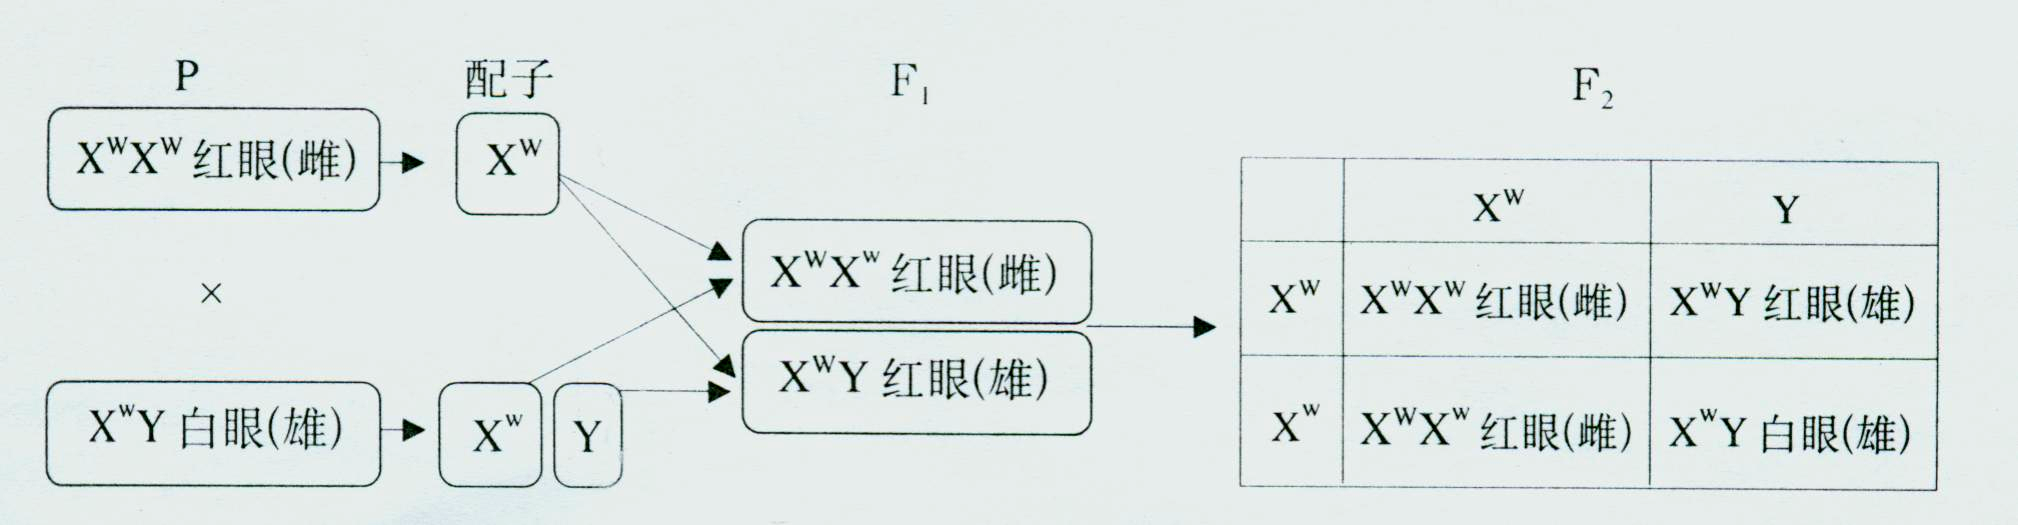 P 配子 F₁ F₂
XᵂXᵂ 红眼(雌) Xᵂ
Xᵂ Y
XᵂXʷ 红眼(雌)
× Xᵂ XᵂXᵂ 红眼(雌) XᵂY 红眼(雄)
XᵂY 红眼(雄)
XʷY 白眼(雄) Xʷ Y Xʷ XᵂXʷ 红眼(雌) XʷY 白眼(雄)